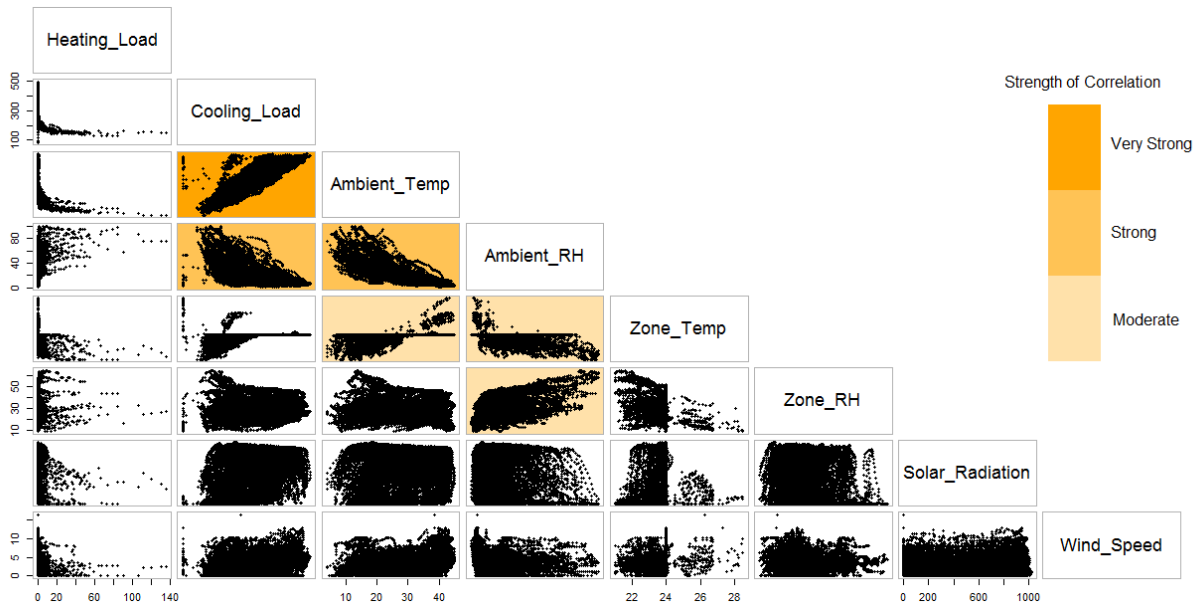 Heating_Load
Strength of Correlation
100 300 500
Cooling_Load
Very Strong
Ambient_Temp
Strong
0 40 80
Ambient_RH
Moderate
Zone_Temp
10 30 50
Zone_RH
Solar_Radiation
0 5 10
Wind_Speed
0 20 60 100 140 10 20 30 40 22 24 26 28 0 200 600 1000